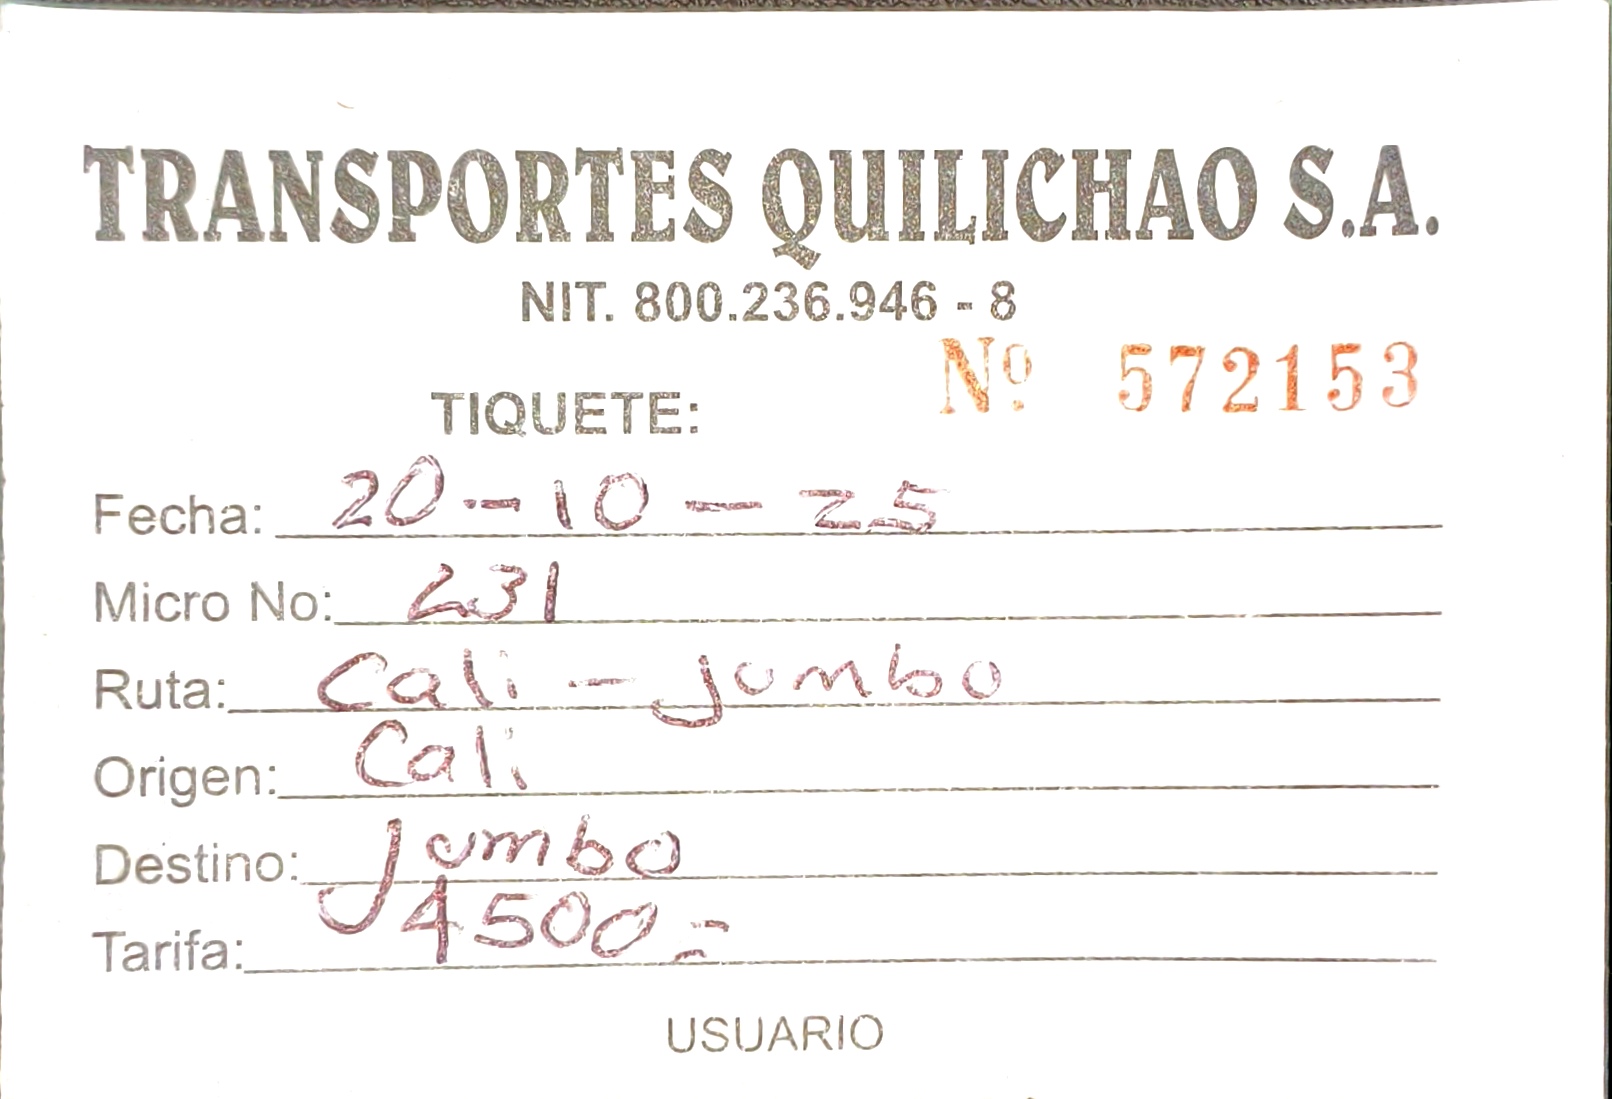 TRANSPORTES QUILICHAO S.A.
NIT. 800.236.946 - 8
Nº 572153
TIQUETE:
Fecha: 20-10-25
Micro No: 231
Ruta: Cali - Jumbo
Origen: Cali
Destino: Jumbo
Tarifa: 4500=
USUARIO